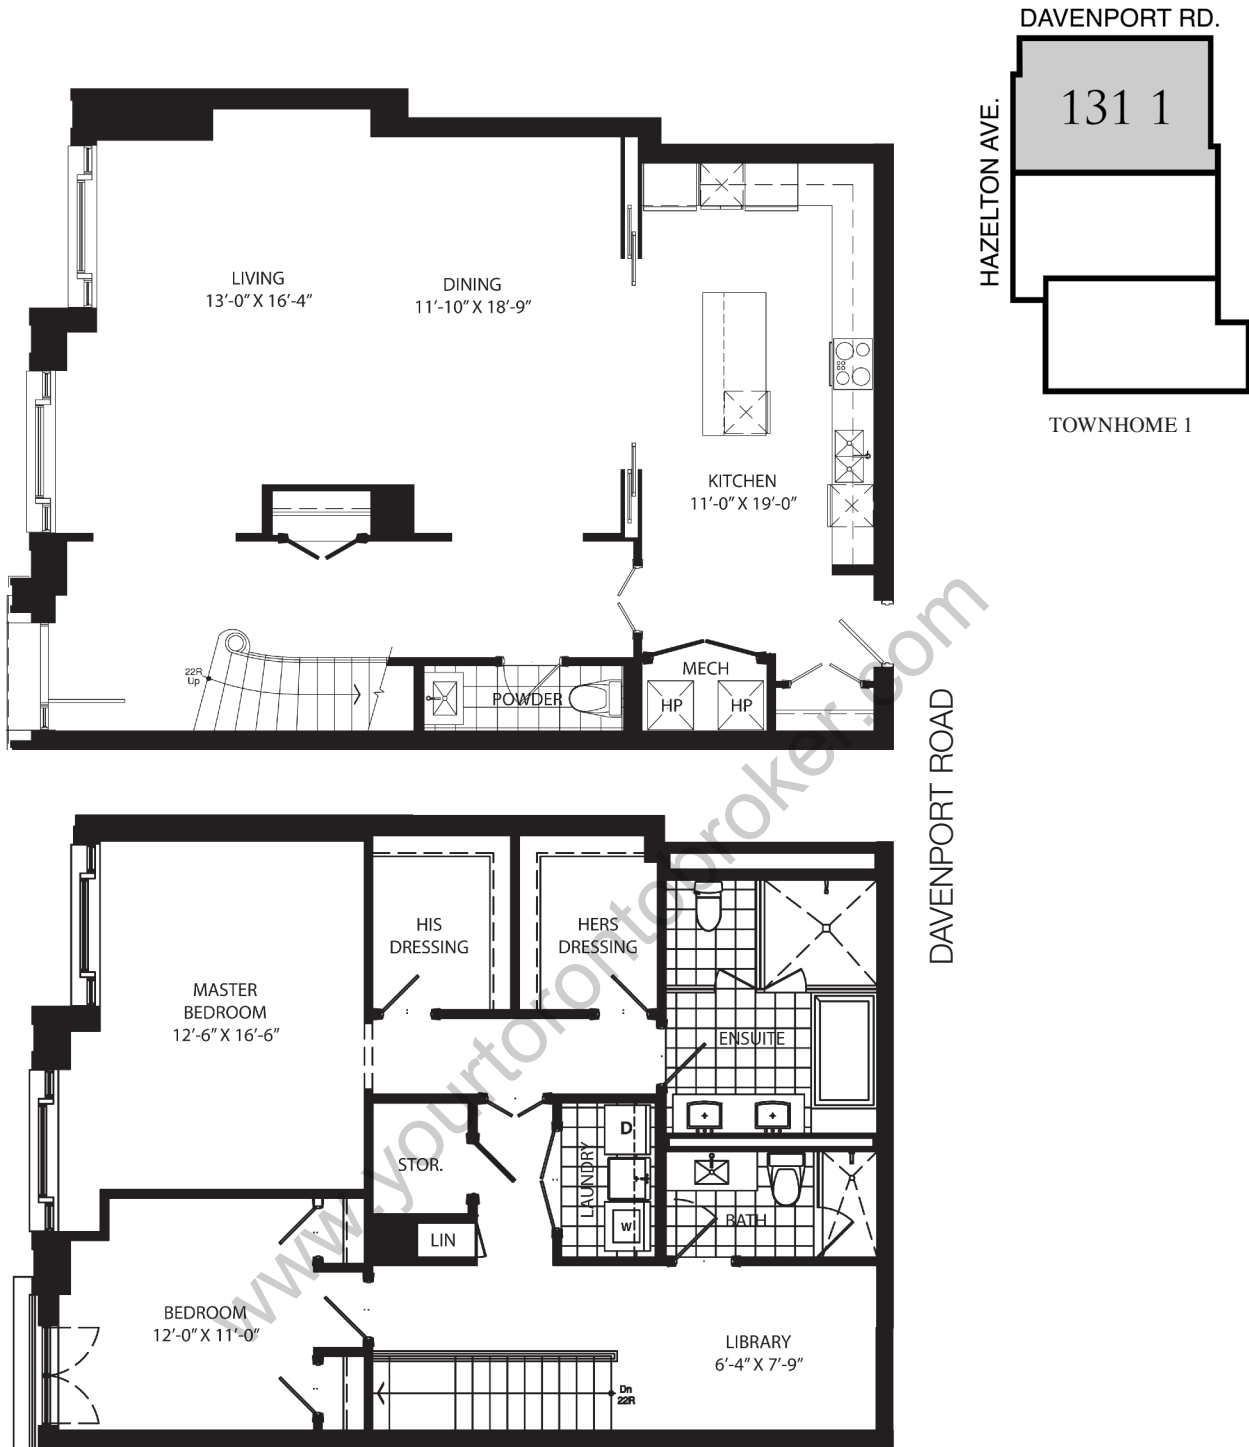 DAVENPORT RD.
HAZELTON AVE.
131 1
TOWNHOME 1
LIVING
13'-0" X 16'-4"
DINING
11'-10" X 18'-9"
KITCHEN
11'-0" X 19'-0"
22R
Up
POWDER
MECH
HP
HP
DAVENPORT ROAD
HIS
DRESSING
HERS
DRESSING
MASTER
BEDROOM
12'-6" X 16'-6"
ENSUITE
STOR.
D
LAUNDRY
W
LIN
BATH
BEDROOM
12'-0" X 11'-0"
LIBRARY
6'-4" X 7'-9"
Dn
22R
www.yourtorontobroker.com